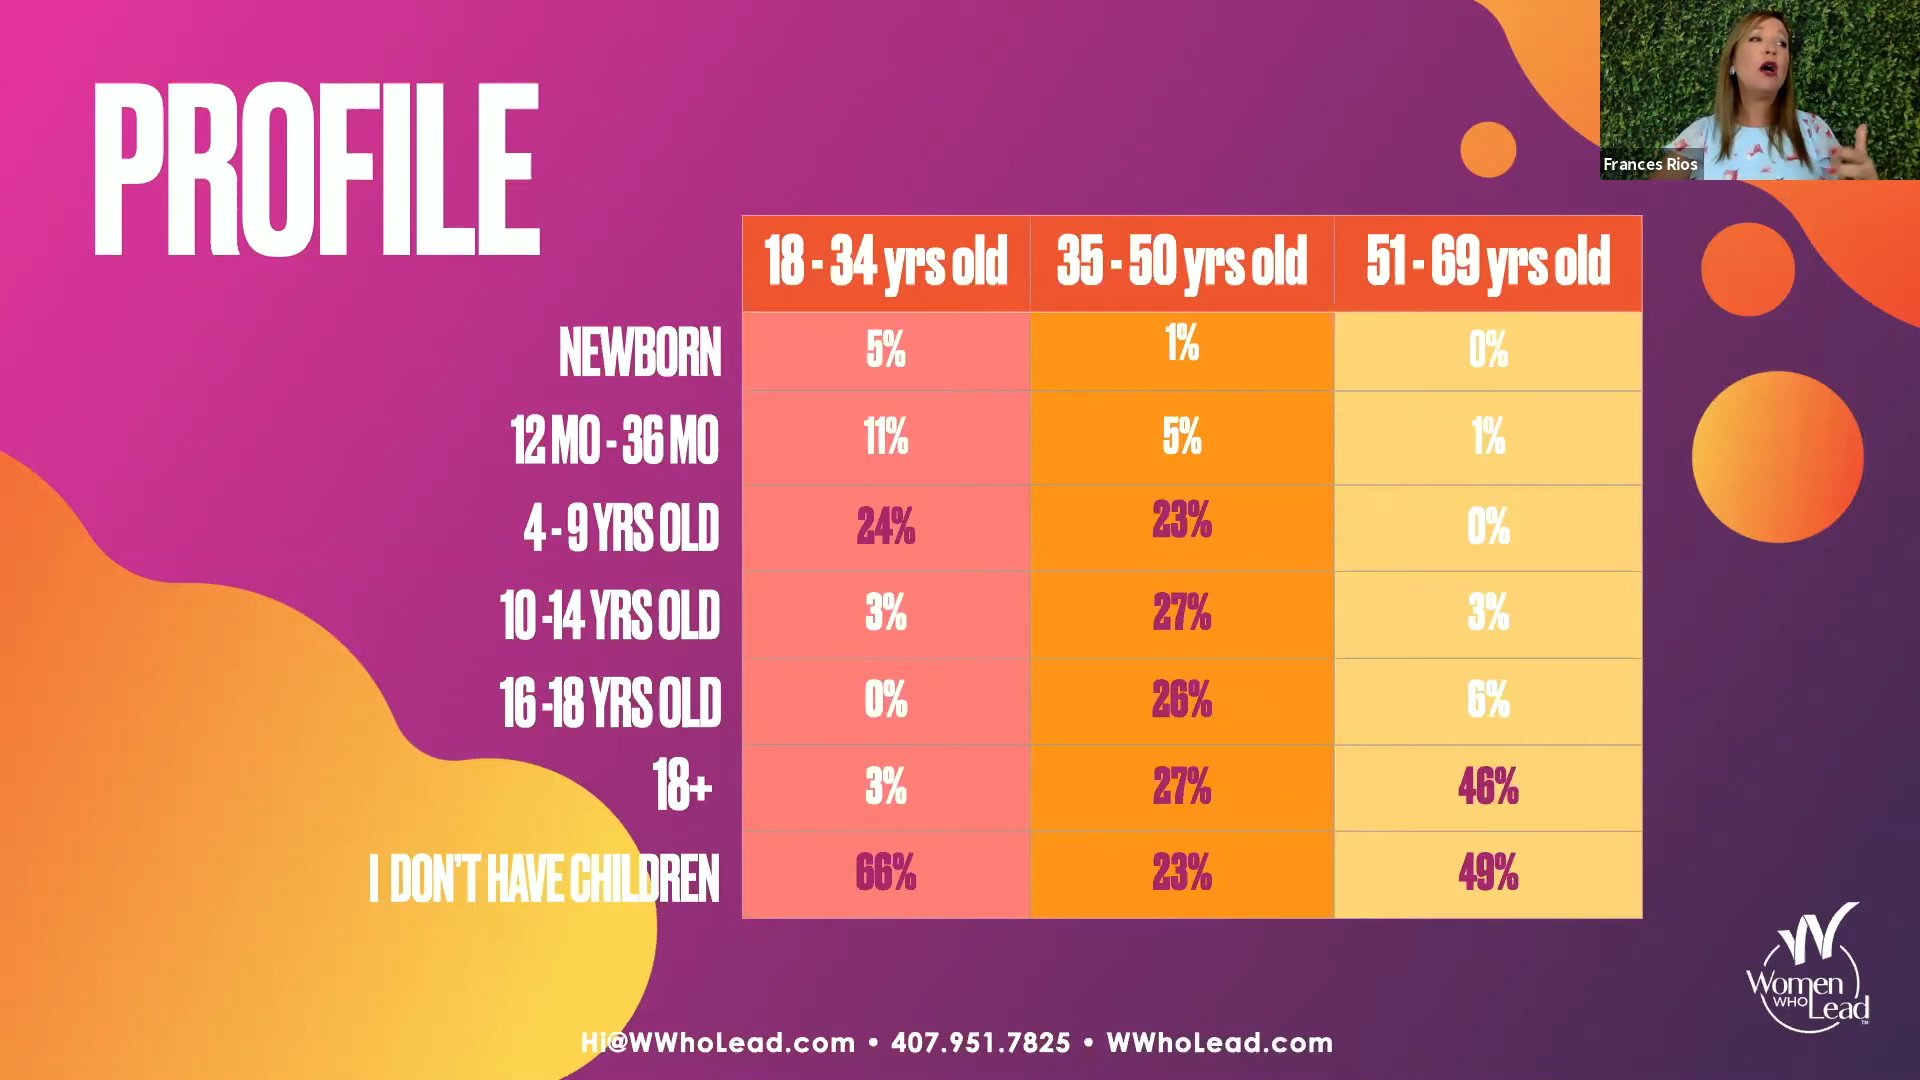 Frances Rios
PROFILE
18 - 34 yrs old 35 - 50 yrs old 51 - 69 yrs old
NEWBORN 5% 1% 0%
12 MO - 36 MO 11% 5% 1%
4 - 9 YRS OLD 24% 23% 0%
10 -14 YRS OLD 3% 27% 3%
16 -18 YRS OLD 0% 26% 6%
18+ 3% 27% 46%
I DON'T HAVE CHILDREN 66% 23% 49%
W
Women
WHO Lead™
Hi@WWhoLead.com • 407.951.7825 • WWhoLead.com